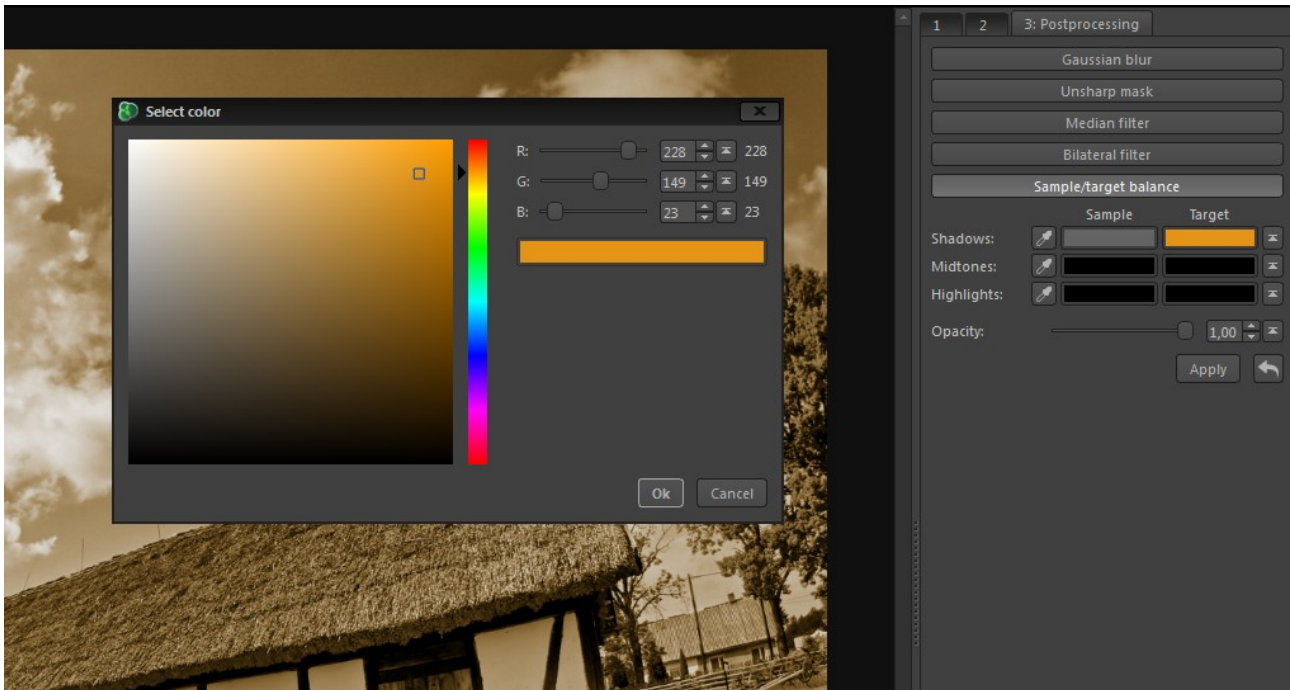 1 2 3: Postprocessing
Gaussian blur
Unsharp mask
Median filter
Bilateral filter
Sample/target balance
Sample Target
Shadows:
Midtones:
Highlights:
Opacity: 1,00
Apply
Select color
R: 228 228
G: 149 149
B: 23 23
Ok Cancel